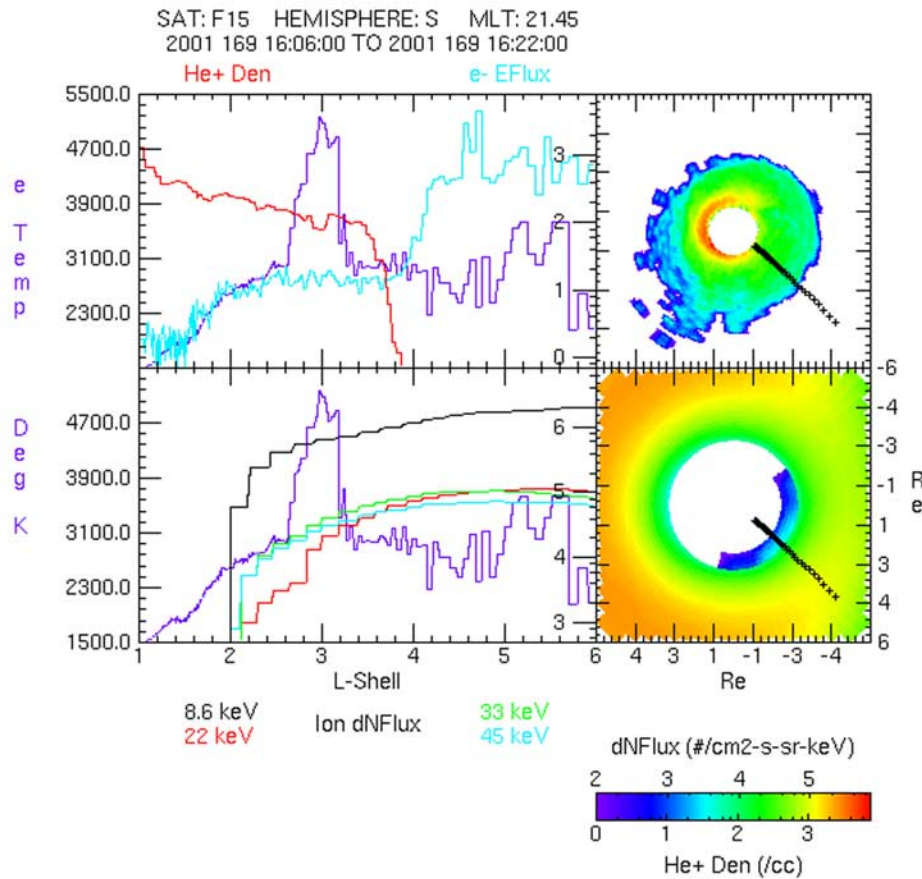 SAT: F15 HEMISPHERE: S MLT: 21.45
2001 169 16:06:00 TO 2001 169 16:22:00
He+ Den e- EFlux
e Temp
Deg K
5500.0
4700.0
3900.0
3100.0
2300.0
3
2
1
0
4700.0
3900.0
3100.0
2300.0
1500.0
6
5
4
3
1 2 3 4 5 6
L-Shell
-6
-4
-3
-1
1
3
4
6
Re
6 4 3 1 -1 -3 -4
Re
8.6 keV
22 keV
Ion dNFlux
33 keV
45 keV
dNFlux (#/cm2-s-sr-keV)
2 3 4 5
0 1 2 3
He+ Den (/cc)